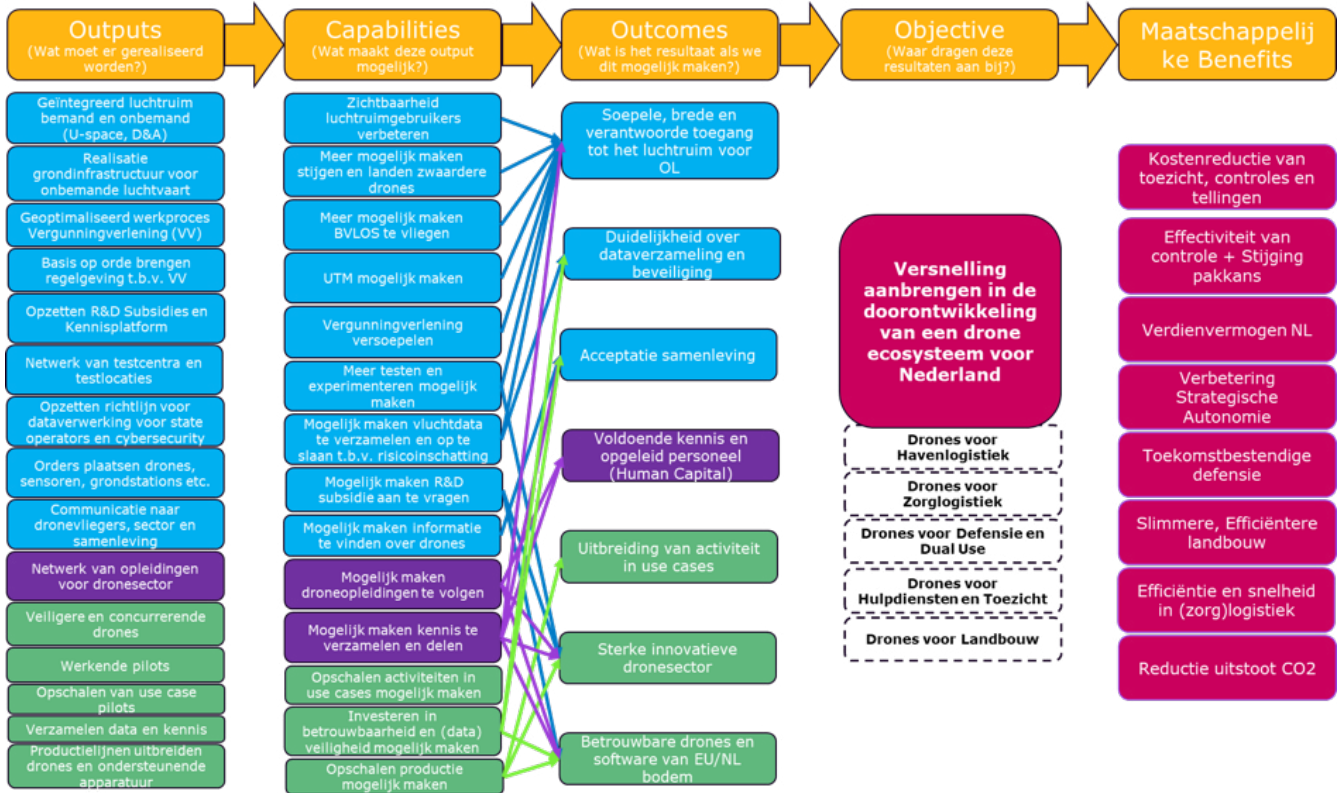 Outputs
(Wat moet er gerealiseerd
worden?)
Geïntegreerd luchtruim
bemand en onbemand
(U-space, D&A)
Realisatie
grondinfrastructuur voor
onbemande luchtvaart
Geoptimaliseerd werkproces
Vergunningverlening (VV)
Basis op orde brengen
regelgeving t.b.v. VV
Opzetten R&D Subsidies en
Kennisplatform
Netwerk van testcentra en
testlocaties
Opzetten richtlijn voor
dataverwerking voor state
operators en cybersecurity
Orders plaatsen drones,
sensoren, grondstations etc.
Communicatie naar
dronevliegers, sector en
samenleving
Netwerk van opleidingen
voor dronesector
Veiligere en concurrerende
drones
Werkende pilots
Opschalen van use case
pilots
Verzamelen data en kennis
Productielijnen uitbreiden
drones en ondersteunende
apparatuur
Capabilities
(Wat maakt deze output
mogelijk?)
Zichtbaarheid
luchtruimgebruikers
verbeteren
Meer mogelijk maken
stijgen en landen zwaardere
drones
Meer mogelijk maken
BVLOS te vliegen
UTM mogelijk maken
Vergunningverlening
versoepelen
Meer testen en
experimenteren mogelijk
maken
Mogelijk maken vluchtdata
te verzamelen en op te
slaan t.b.v. risicoinschatting
Mogelijk maken R&D
subsidie aan te vragen
Mogelijk maken informatie
te vinden over drones
Mogelijk maken
droneopleidingen te volgen
Mogelijk maken kennis te
verzamelen en delen
Opschalen activiteiten in
use cases mogelijk maken
Investeren in
betrouwbaarheid en (data)
veiligheid mogelijk maken
Opschalen productie
mogelijk maken
Outcomes
(Wat is het resultaat als we
dit mogelijk maken?)
Soepele, brede en
verantwoorde toegang
tot het luchtruim voor
OL
Duidelijkheid over
dataverzameling en
beveiliging
Acceptatie samenleving
Voldoende kennis en
opgeleid personeel
(Human Capital)
Uitbreiding van activiteit
in use cases
Sterke innovatieve
dronesector
Betrouwbare drones en
software van EU/NL
bodem
Objective
(Waar dragen deze
resultaten aan bij?)
Versnelling
aanbrengen in de
doorontwikkeling
van een drone
ecosysteem voor
Nederland
Drones voor
Havenlogistiek
Drones voor
Zorglogistiek
Drones voor Defensie en
Dual Use
Drones voor
Hulpdiensten en Toezicht
Drones voor Landbouw
Maatschappelij
ke Benefits
Kostenreductie van
toezicht, controles en
tellingen
Effectiviteit van
controle + Stijging
pakkans
Verdienvermogen NL
Verbetering
Strategische
Autonomie
Toekomstbestendige
defensie
Slimmere, Efficiëntere
landbouw
Efficiëntie en snelheid
in (zorg)logistiek
Reductie uitstoot CO2